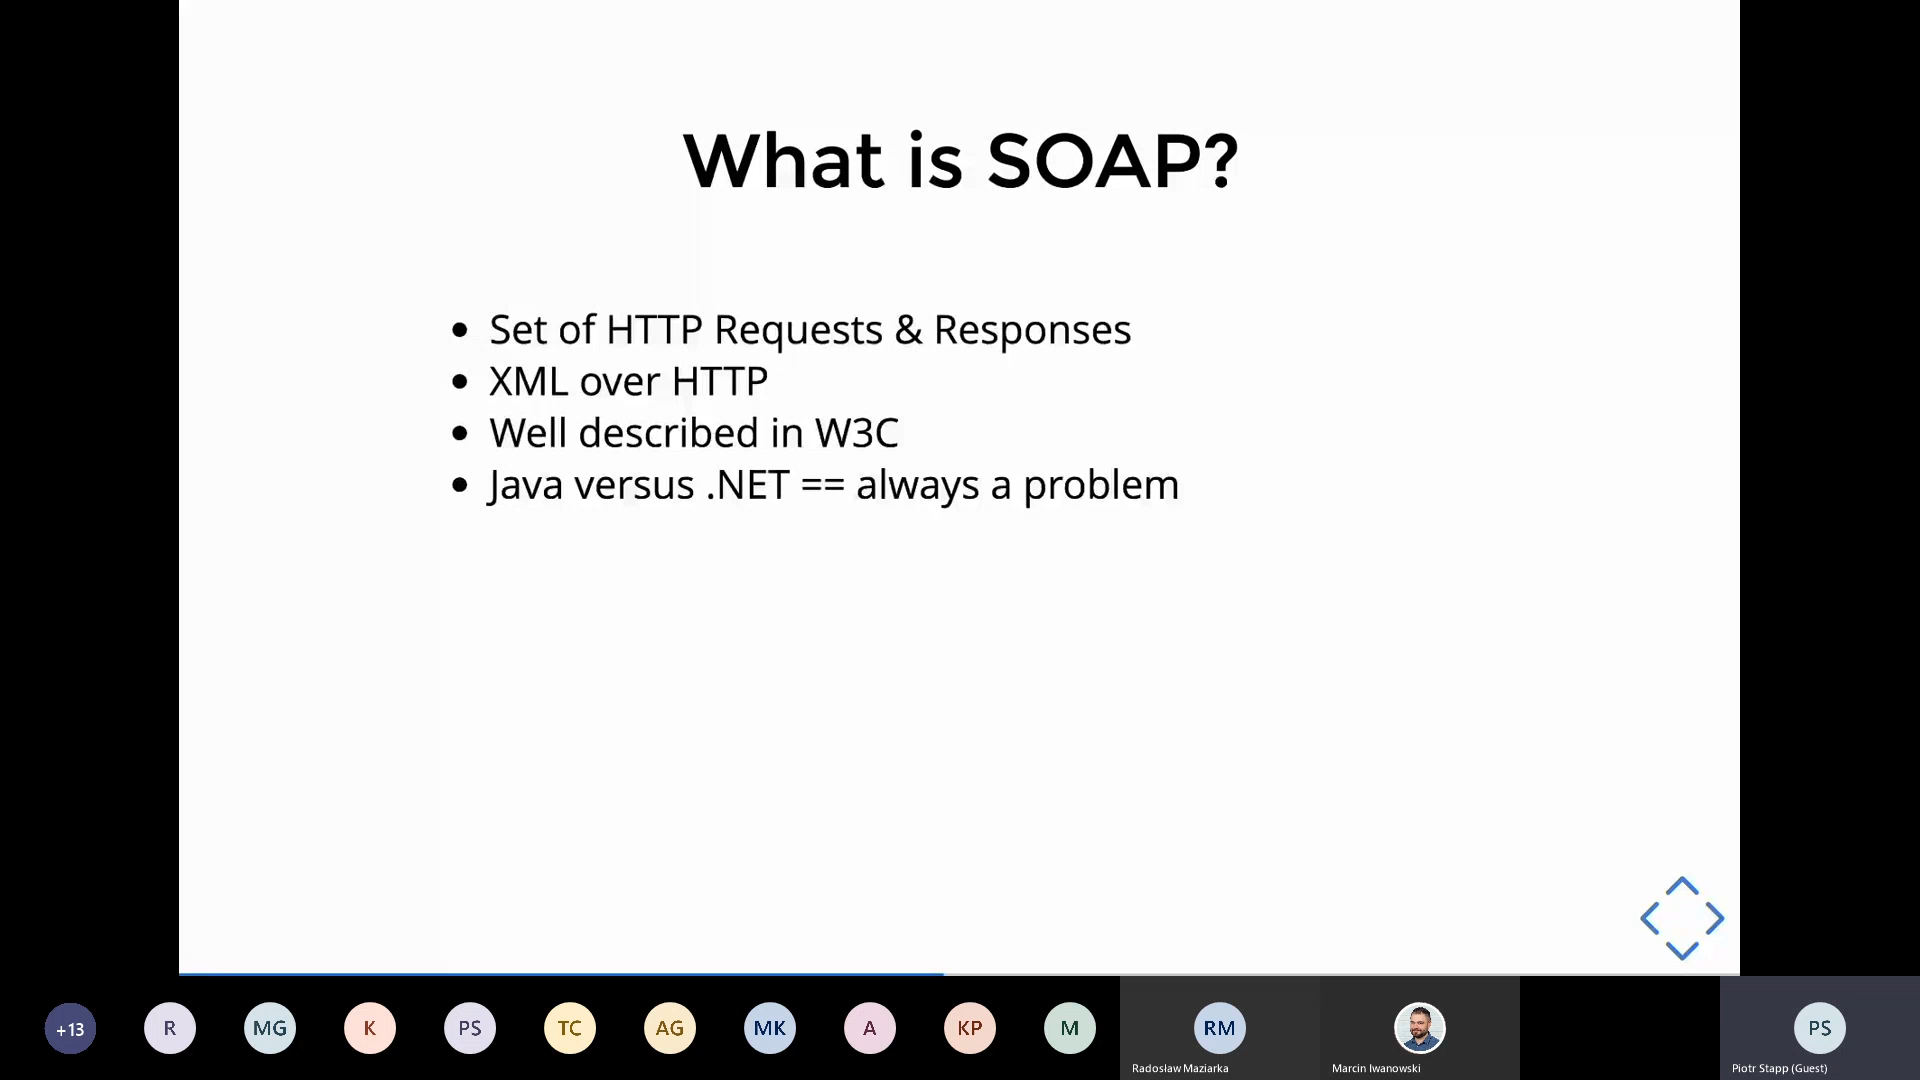 What is SOAP?
Set of HTTP Requests & Responses
XML over HTTP
Well described in W3C
Java versus .NET == always a problem
+13
R
MG
K
PS
TC
AG
MK
A
KP
M
RM
PS
Radosław Maziarka
Marcin Iwanowski
Piotr Stapp (Guest)